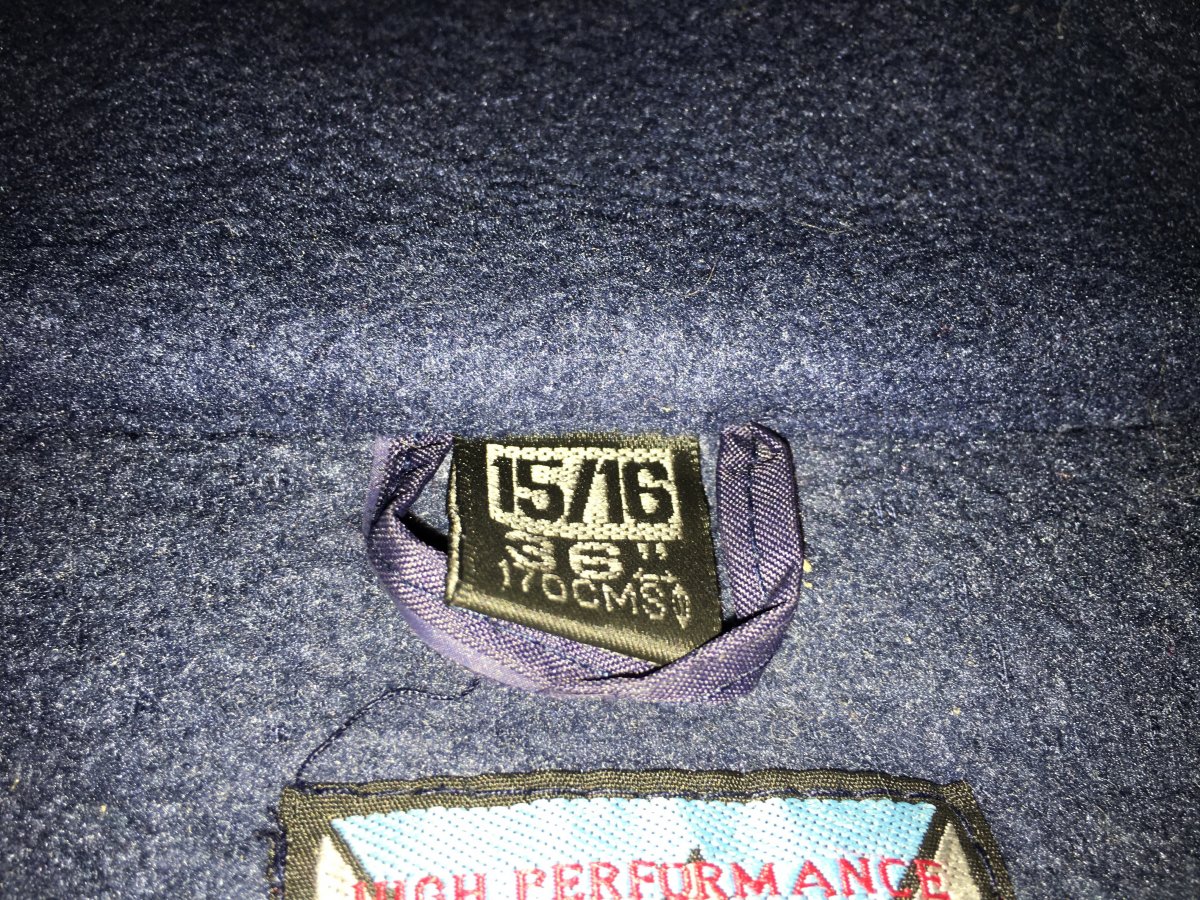 15/16
36"
170CMS
HIGH PERFORMANCE